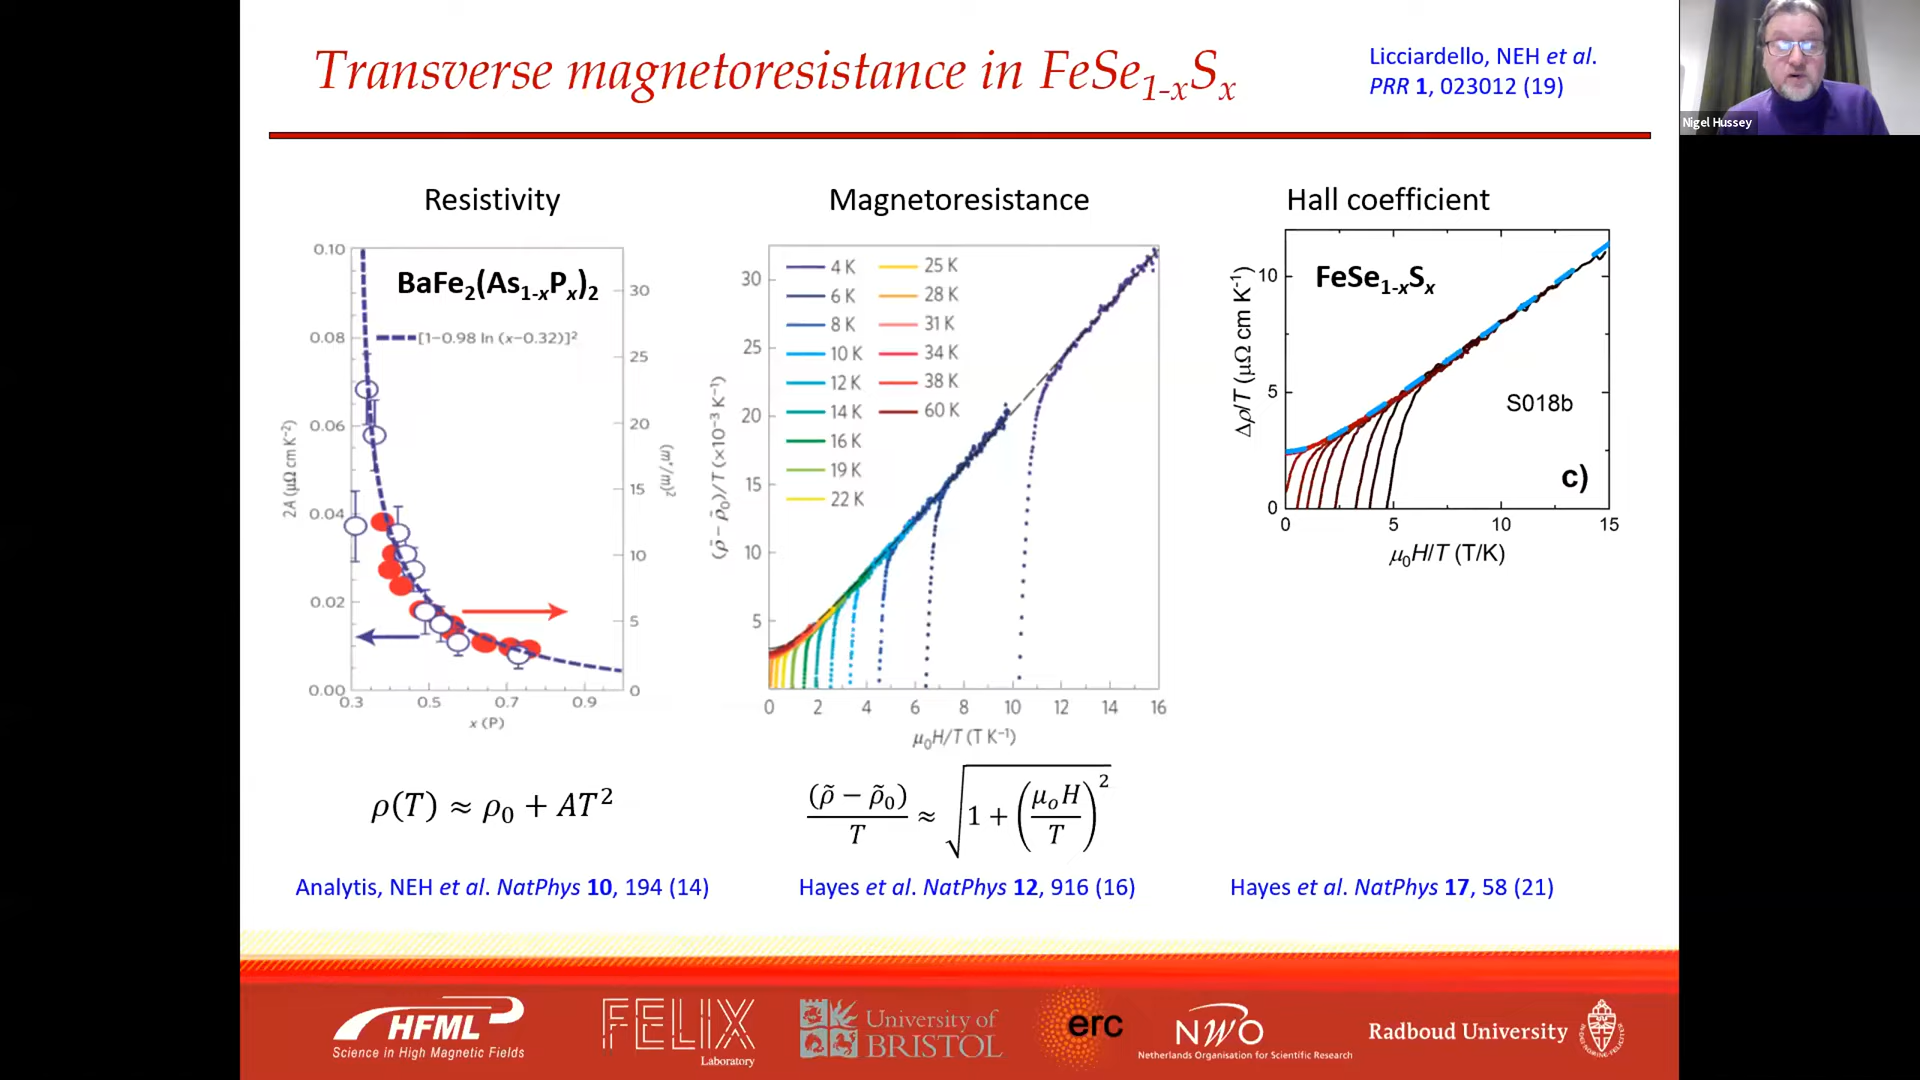 Transverse magnetoresistance in FeSe1-xSx
Licciardello, NEH et al.
PRR 1, 023012 (19)
Nigel Hussey
Resistivity
Magnetoresistance
Hall coefficient
0.10
0.08
0.06
0.04
0.02
0.00
2A (μΩ cm K⁻²)
BaFe2(As1-xPx)2
[1–0.98 ln (x–0.32)]²
30
25
20
15
10
5
0
(m*/m)²
0.3 0.5 0.7 0.9
x (P)
30
25
20
15
10
5
(ρ̃ – ρ̃0)/T (×10⁻³ K⁻¹)
4 K 25 K
6 K 28 K
8 K 31 K
10 K 34 K
12 K 38 K
14 K 60 K
16 K
19 K
22 K
0 2 4 6 8 10 12 14 16
μ0H/T (T K⁻¹)
FeSe1-xSx
10
5
0
Δρ/T (μΩ cm K⁻¹)
S018b
c)
0 5 10 15
μ0H/T (T/K)
ρ(T) ≈ ρ0 + AT²
(ρ̃ − ρ̃0)/T ≈ √(1 + (μoH/T)²)
Analytis, NEH et al. NatPhys 10, 194 (14)
Hayes et al. NatPhys 12, 916 (16)
Hayes et al. NatPhys 17, 58 (21)
HFML
Science in High Magnetic Fields
FELIX
Laboratory
University of
BRISTOL
erc
NWO
Netherlands Organisation for Scientific Research
Radboud University